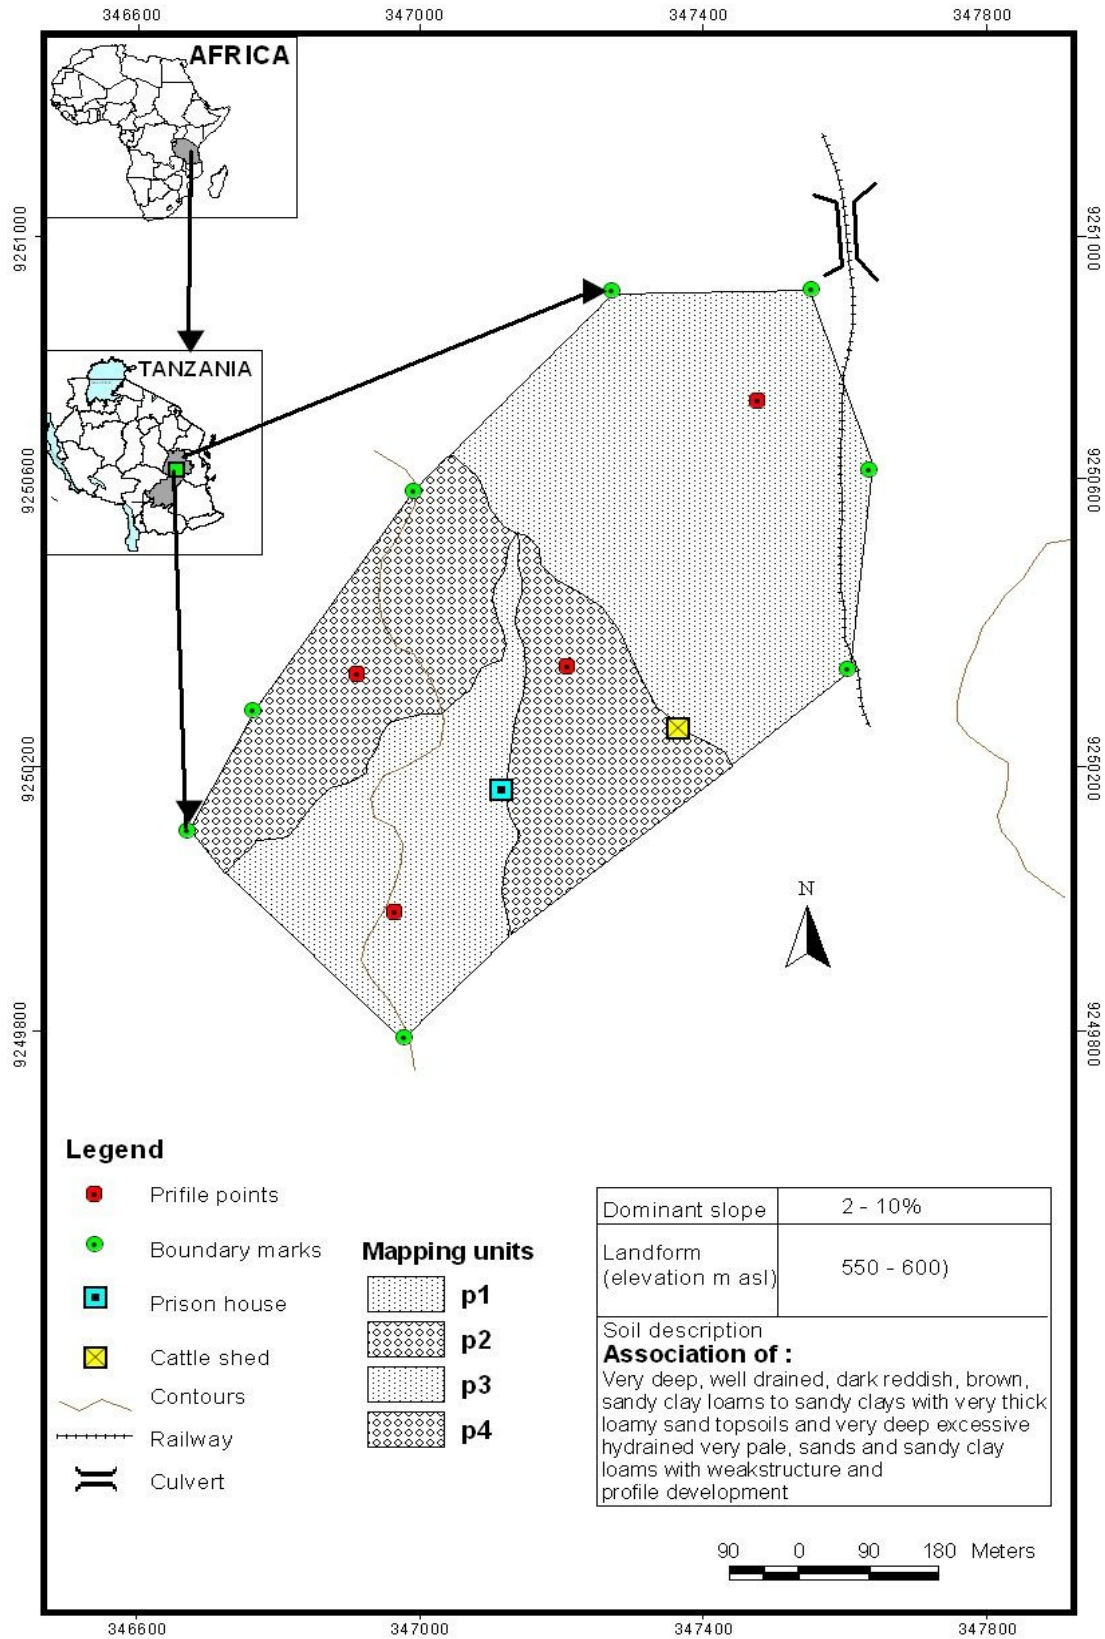 346600 347000 347400 347800
AFRICA
9251000 9251000
TANZANIA
9250600 9250600
9250200 9250200
N
9249800 9249800
Legend
Prifile points
Boundary marks
Prison house
Cattle shed
Contours
Railway
Culvert
Mapping units
p1
p2
p3
p4
Dominant slope 2 - 10%
Landform
(elevation m asl) 550 - 600)
Soil description
Association of :
Very deep, well drained, dark reddish, brown,
sandy clay loams to sandy clays with very thick
loamy sand topsoils and very deep excessive
hydrained very pale, sands and sandy clay
loams with weakstructure and
profile development
90 0 90 180 Meters
346600 347000 347400 347800